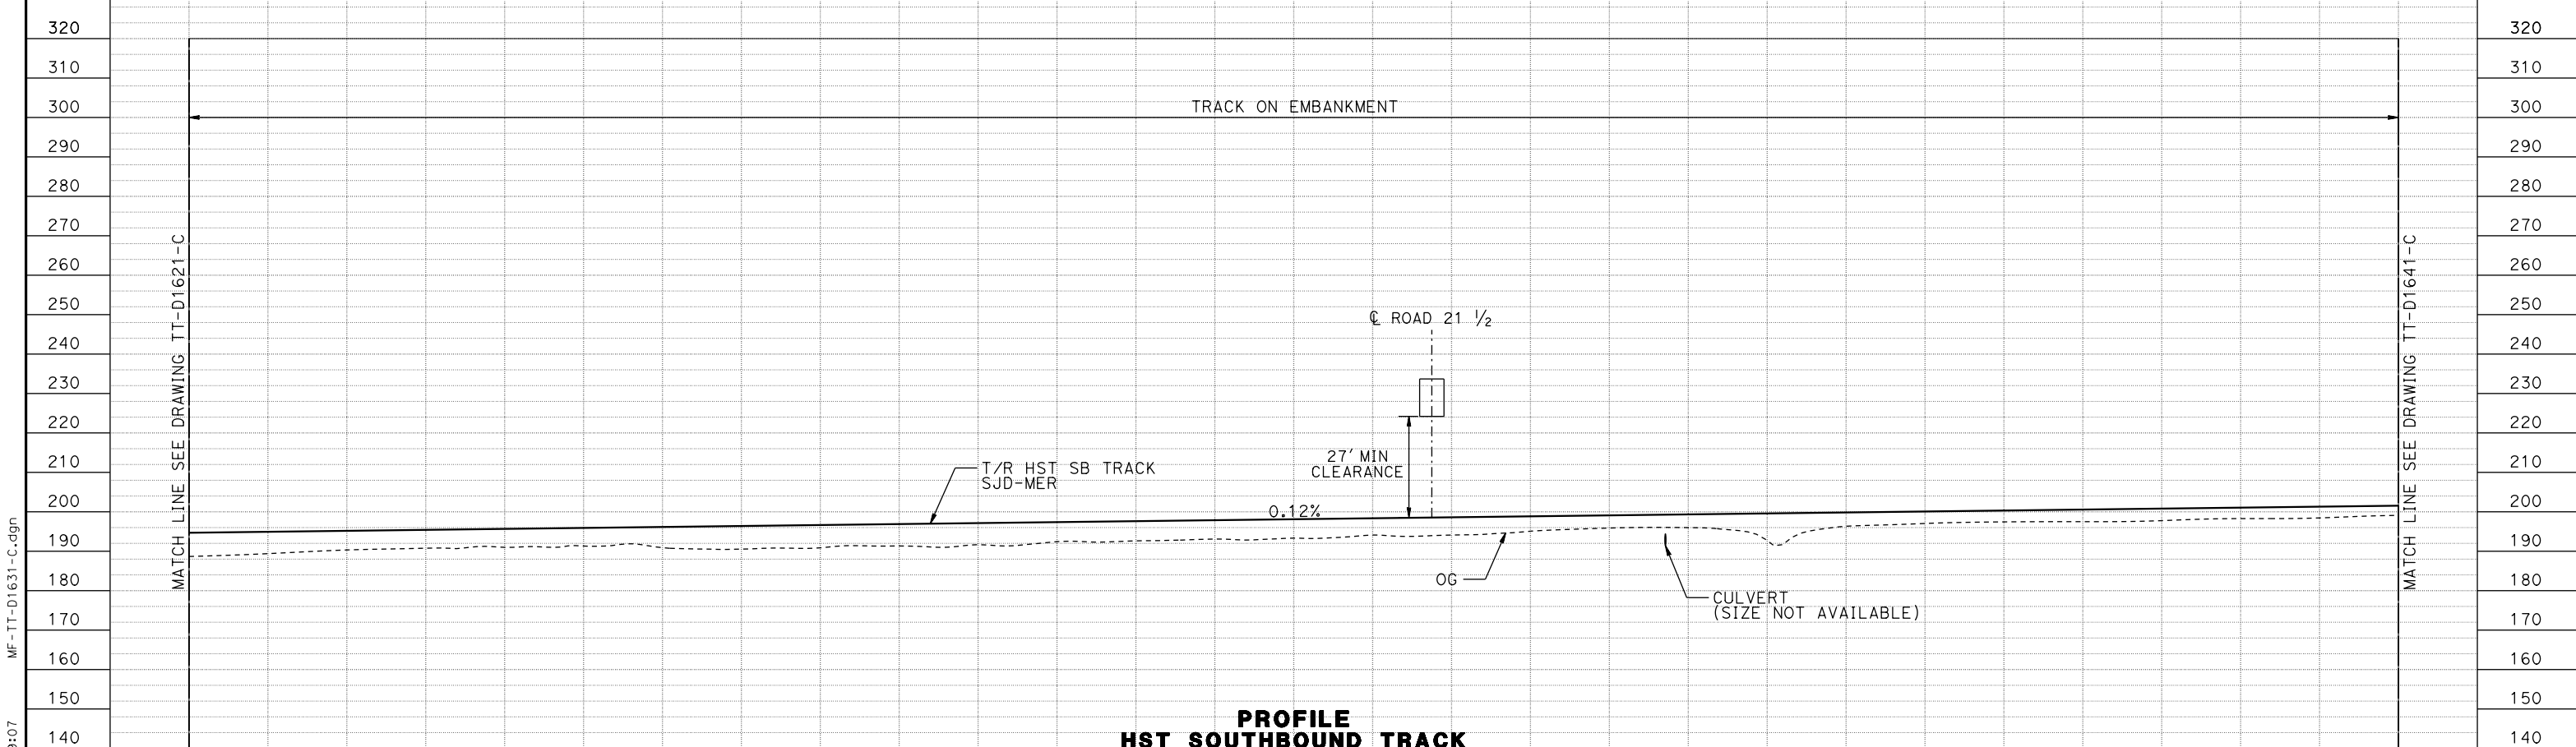 320 320
310 310
TRACK ON EMBANKMENT
300 300
290 290
280 280
270 270
260 260
250 250
℄ ROAD 21 ½
240 240
230 230
220 220
210 210
27' MIN
CLEARANCE
T/R HST SB TRACK
SJD-MER
200 200
0.12%
190 190
OG
180 180
CULVERT
(SIZE NOT AVAILABLE)
170 170
160 160
150 150
140 140
MATCH LINE SEE DRAWING TT-D1621-C
MATCH LINE SEE DRAWING TT-D1641-C
MF-TT-D1631-C.dgn
:07
PROFILE
HST SOUTHBOUND TRACK